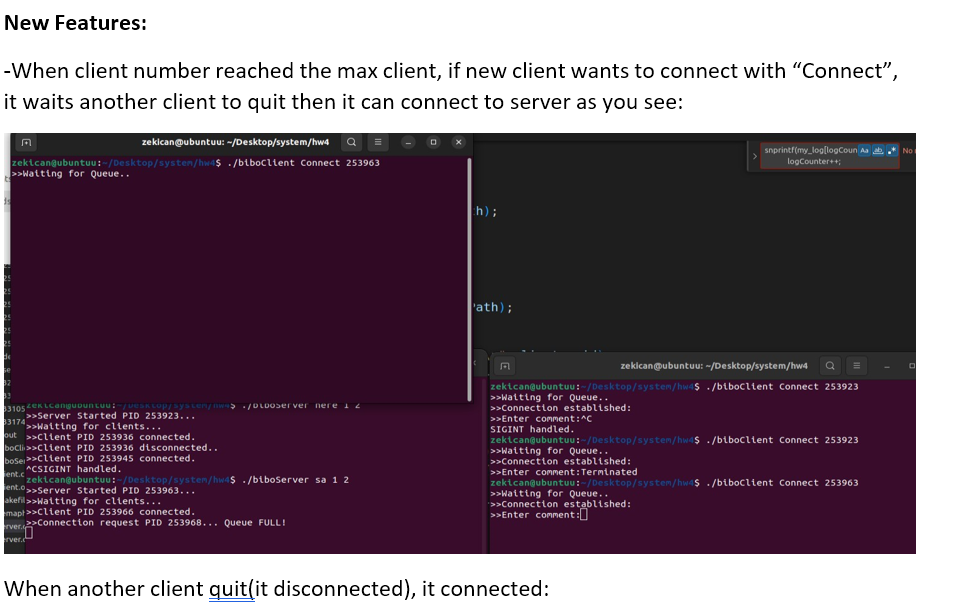 New Features:
-When client number reached the max client, if new client wants to connect with “Connect”,
it waits another client to quit then it can connect to server as you see:
zekican@ubuntuu: ~/Desktop/system/hw4
zekican@ubuntuu:~/Desktop/system/hw4$ ./biboClient Connect 253963
>>Waiting for Queue..
snprintf(my_log[logCoun
logCounter++;
Aa
ab
.*
No
h);
ath);
zekican@ubuntuu:~/Desktop/system/hw4$ ./biboServer here 1 2
>>Server Started PID 253923...
>>Waiting for clients...
>>Client PID 253936 connected.
>>Client PID 253936 disconnected..
>>Client PID 253945 connected.
^CSIGINT handled.
zekican@ubuntuu:~/Desktop/system/hw4$ ./biboServer sa 1 2
>>Server Started PID 253963...
>>Waiting for clients...
>>Client PID 253966 connected.
>>Connection request PID 253968... Queue FULL!
zekican@ubuntuu: ~/Desktop/system/hw4
zekican@ubuntuu:~/Desktop/system/hw4$ ./biboClient Connect 253923
>>Waiting for Queue..
>>Connection established:
>>Enter comment:^C
SIGINT handled.
zekican@ubuntuu:~/Desktop/system/hw4$ ./biboClient Connect 253923
>>Waiting for Queue..
>>Connection established:
>>Enter comment:Terminated
zekican@ubuntuu:~/Desktop/system/hw4$ ./biboClient Connect 253963
>>Waiting for Queue..
>>Connection established:
>>Enter comment:
When another client quit(it disconnected), it connected: